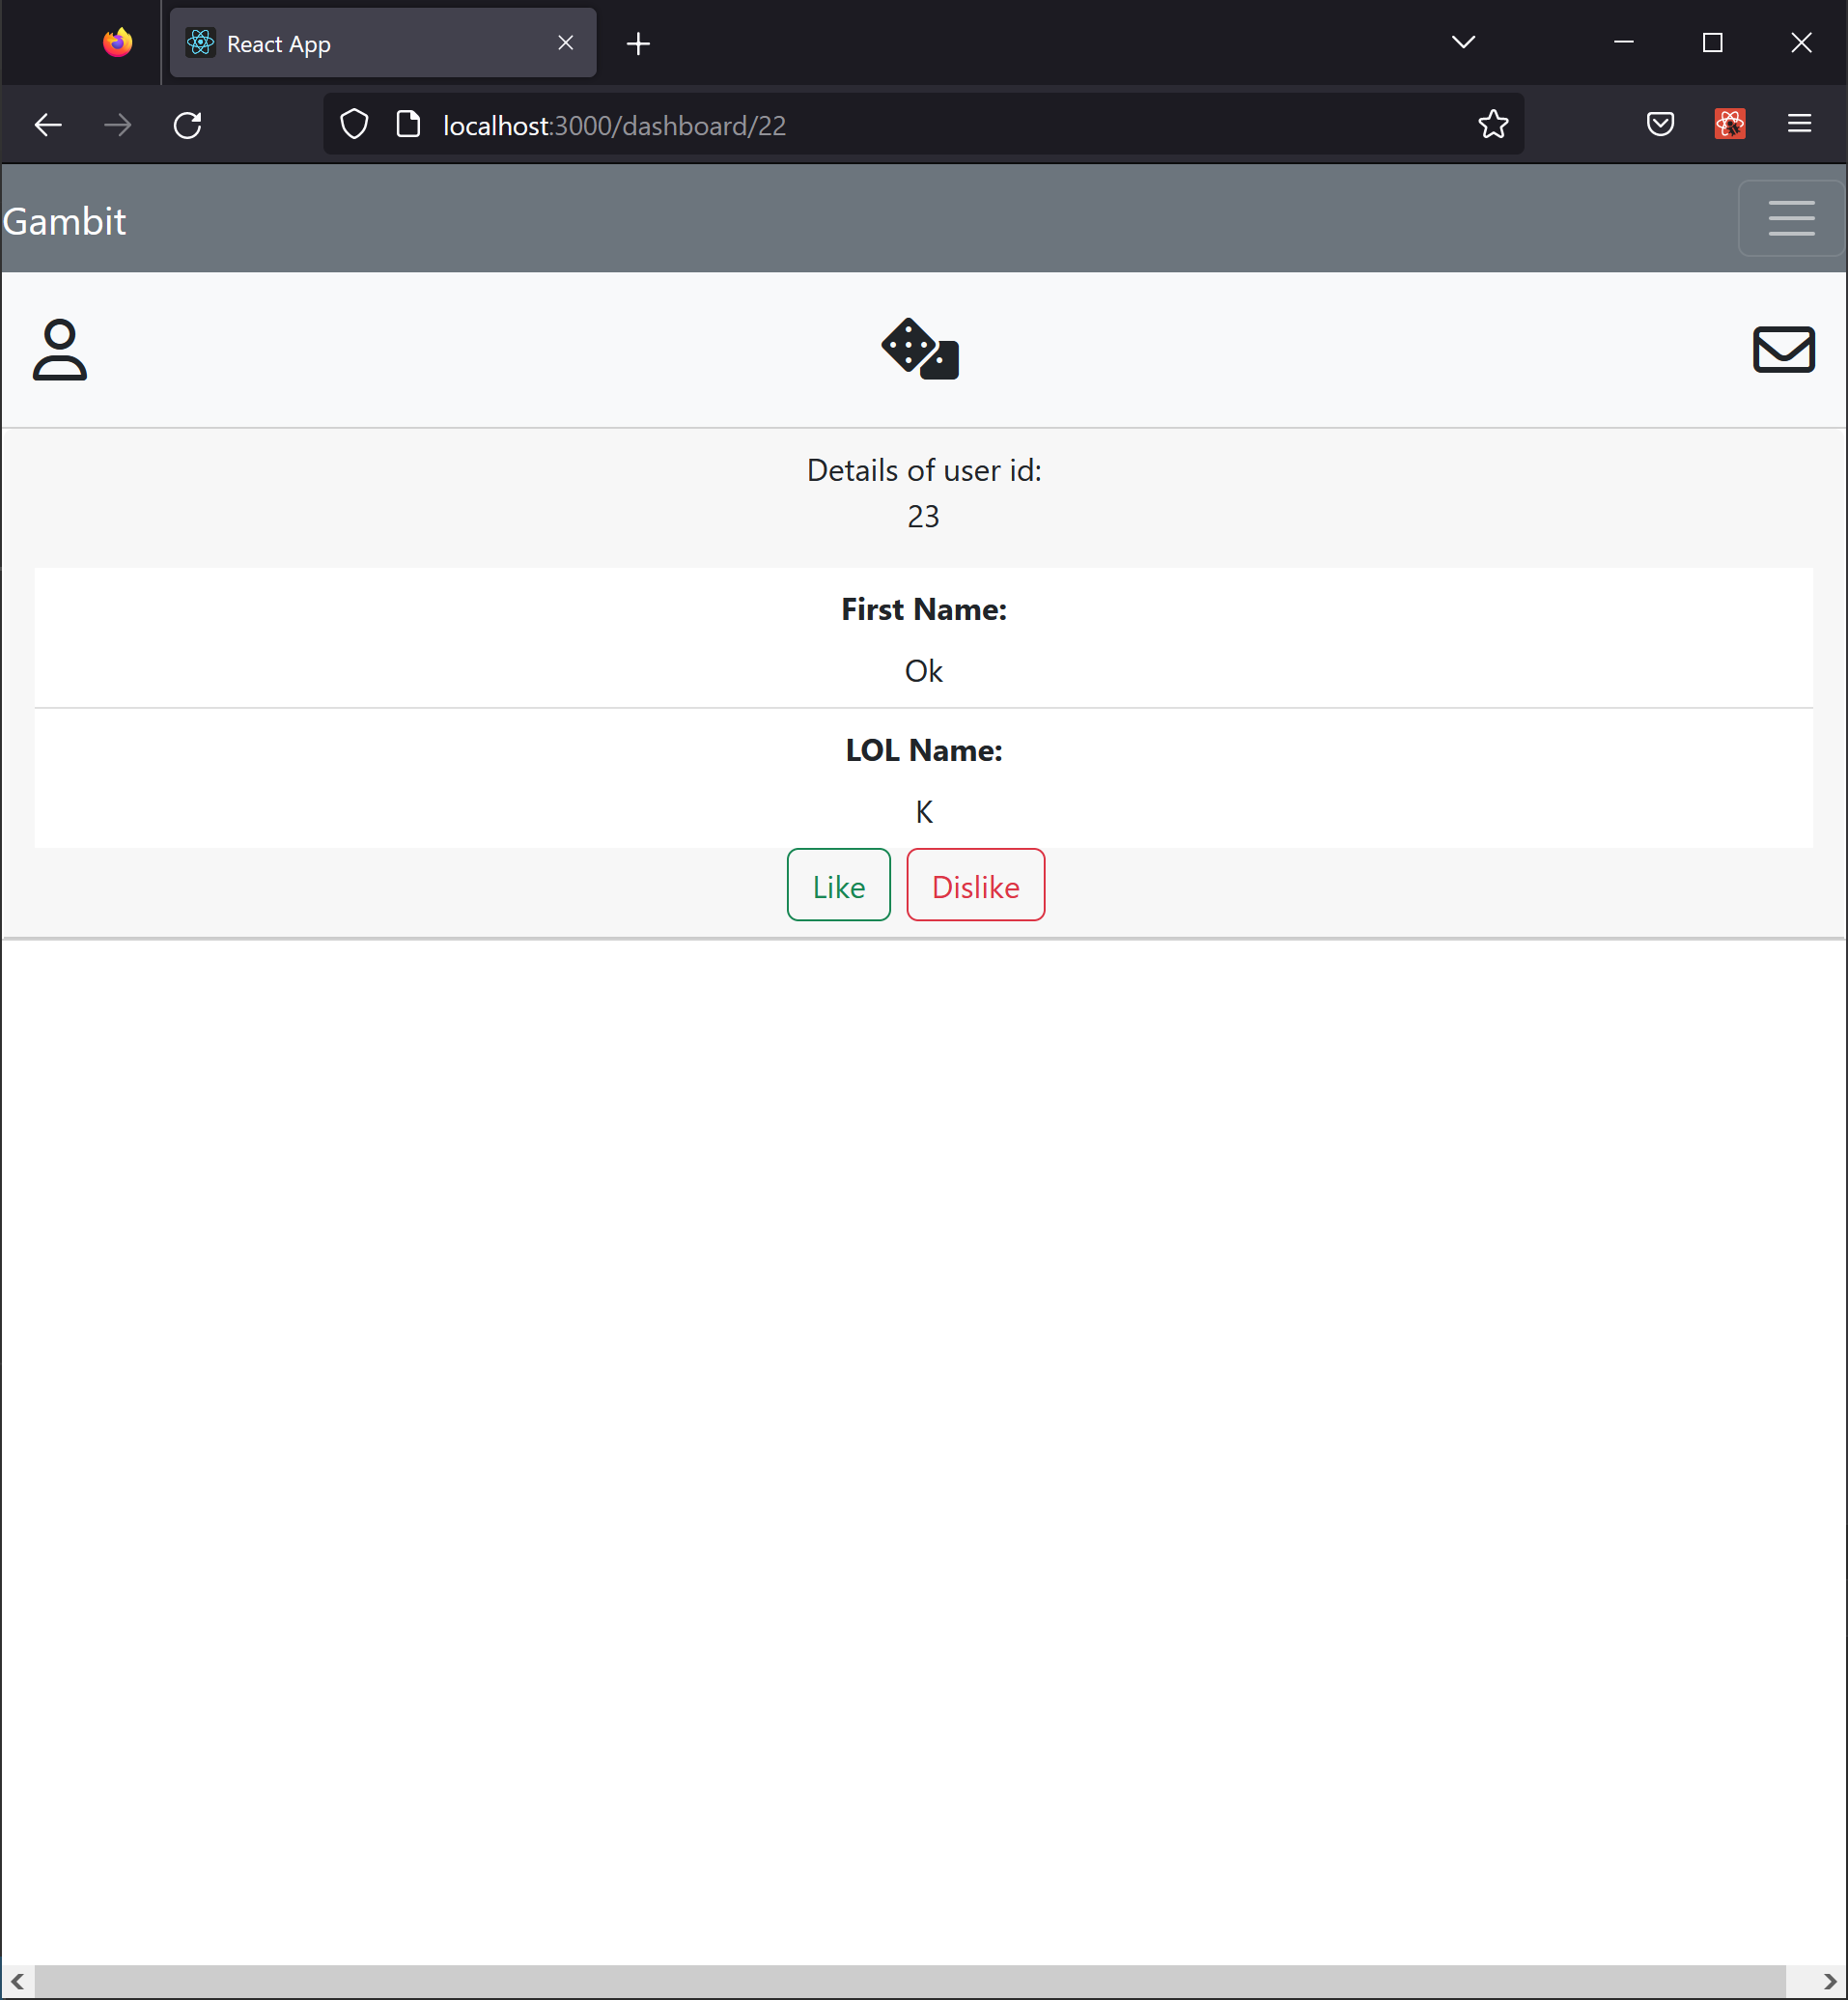 React App
localhost:3000/dashboard/22
Gambit
Details of user id:
23
First Name:
Ok
LOL Name:
K
Like Dislike